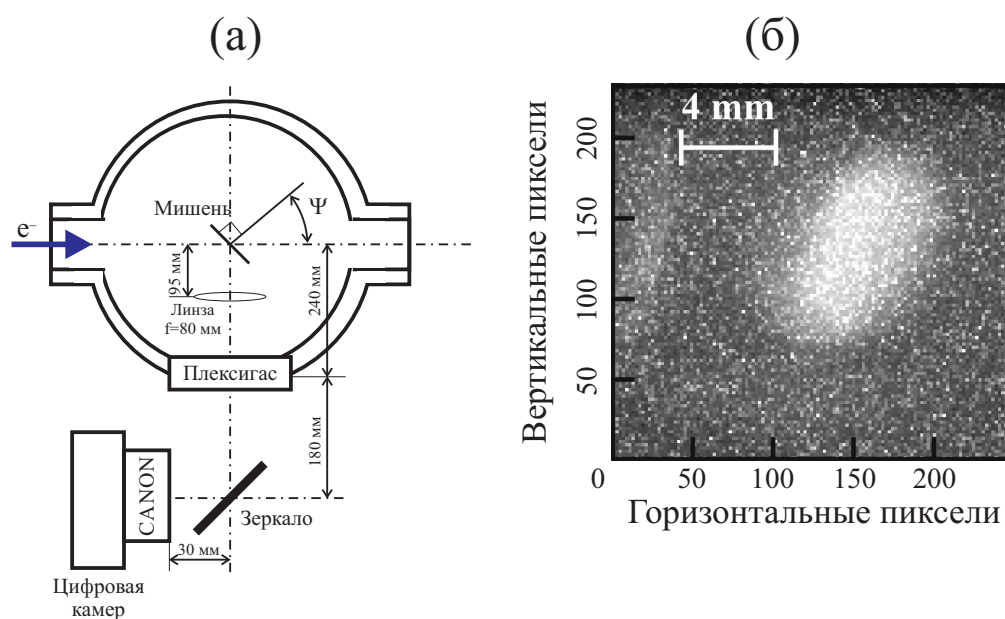 (а)
e⁻
Мишень
Ψ
95 мм
Линза
f=80 мм
240 мм
Плексигас
180 мм
CANON
Зеркало
30 мм
Цифровая
камер
(б)
Вертикальные пиксели
200
150
100
50
4 mm
0
50
100
150
200
Горизонтальные пиксели